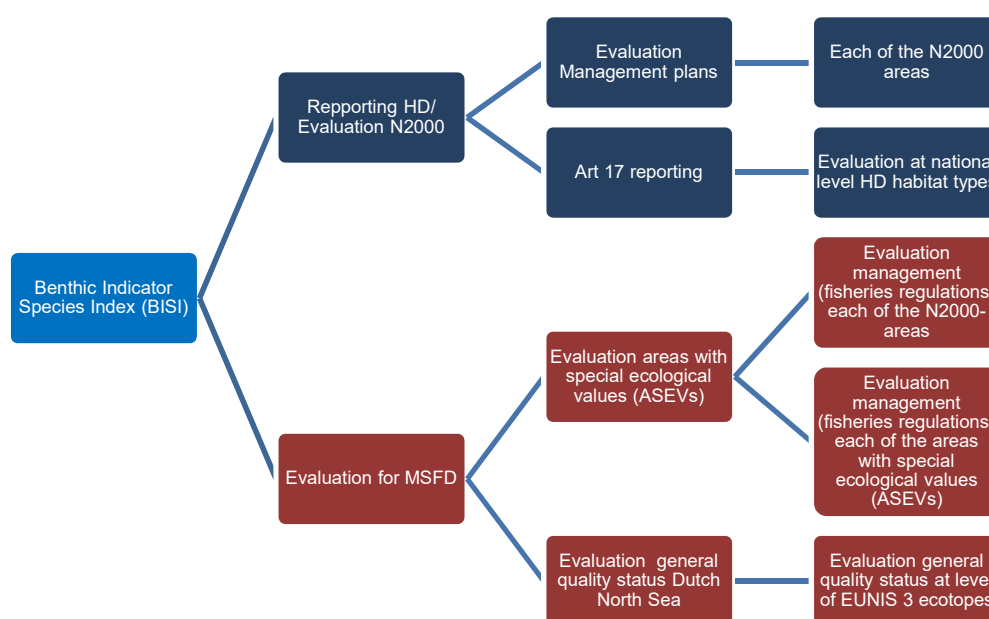 Benthic Indicator
Species Index (BISI)
Repporting HD/
Evaluation N2000
Evaluation
Management plans
Each of the N2000
areas
Art 17 reporting
Evaluation at nationa
level HD habitat types
Evaluation for MSFD
Evaluation areas with
special ecological
values (ASEVs)
Evaluation
management
(fisheries regulations
each of the N2000-
areas
Evaluation
management
(fisheries regulations
each of the areas
with special
ecological values
(ASEVs)
Evaluation general
quality status Dutch
North Sea
Evaluation general
quality status at leve
of EUNIS 3 ecotopes